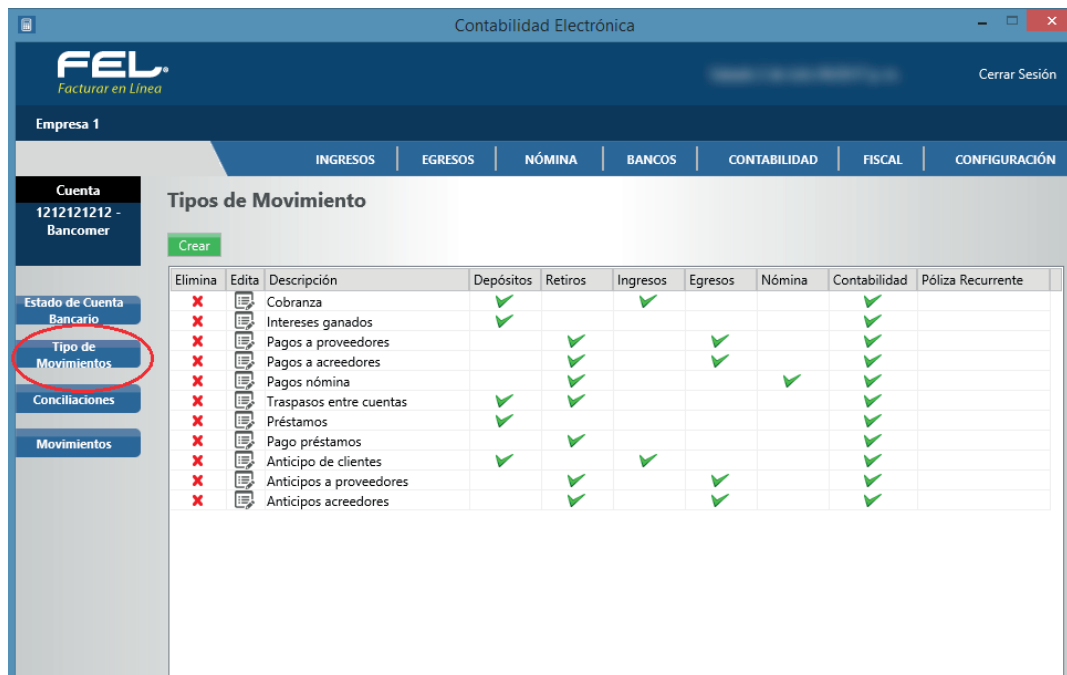 Contabilidad Electrónica
FEL
Facturar en Línea
Cerrar Sesión
Empresa 1
INGRESOS EGRESOS NÓMINA BANCOS CONTABILIDAD FISCAL CONFIGURACIÓN
Cuenta
1212121212 -
Bancomer
Estado de Cuenta
Bancario
Tipo de
Movimientos
Conciliaciones
Movimientos
Tipos de Movimiento
Crear
Elimina Edita Descripción Depósitos Retiros Ingresos Egresos Nómina Contabilidad Póliza Recurrente
Cobranza
Intereses ganados
Pagos a proveedores
Pagos a acreedores
Pagos nómina
Traspasos entre cuentas
Préstamos
Pago préstamos
Anticipo de clientes
Anticipos a proveedores
Anticipos acreedores